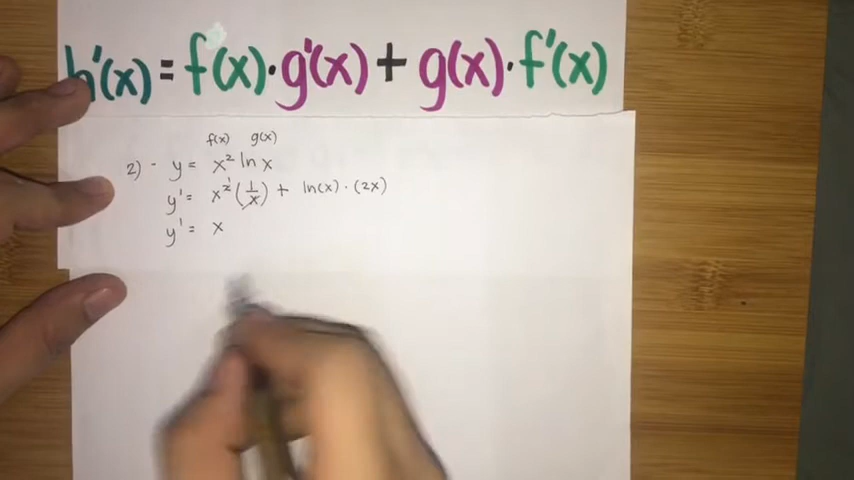 h'(x) = f(x)·g'(x) + g(x)·f'(x)
f(x) g(x)
2) - y = x² ln x
y' = x² (1/x) + ln(x) · (2x)
y' = x